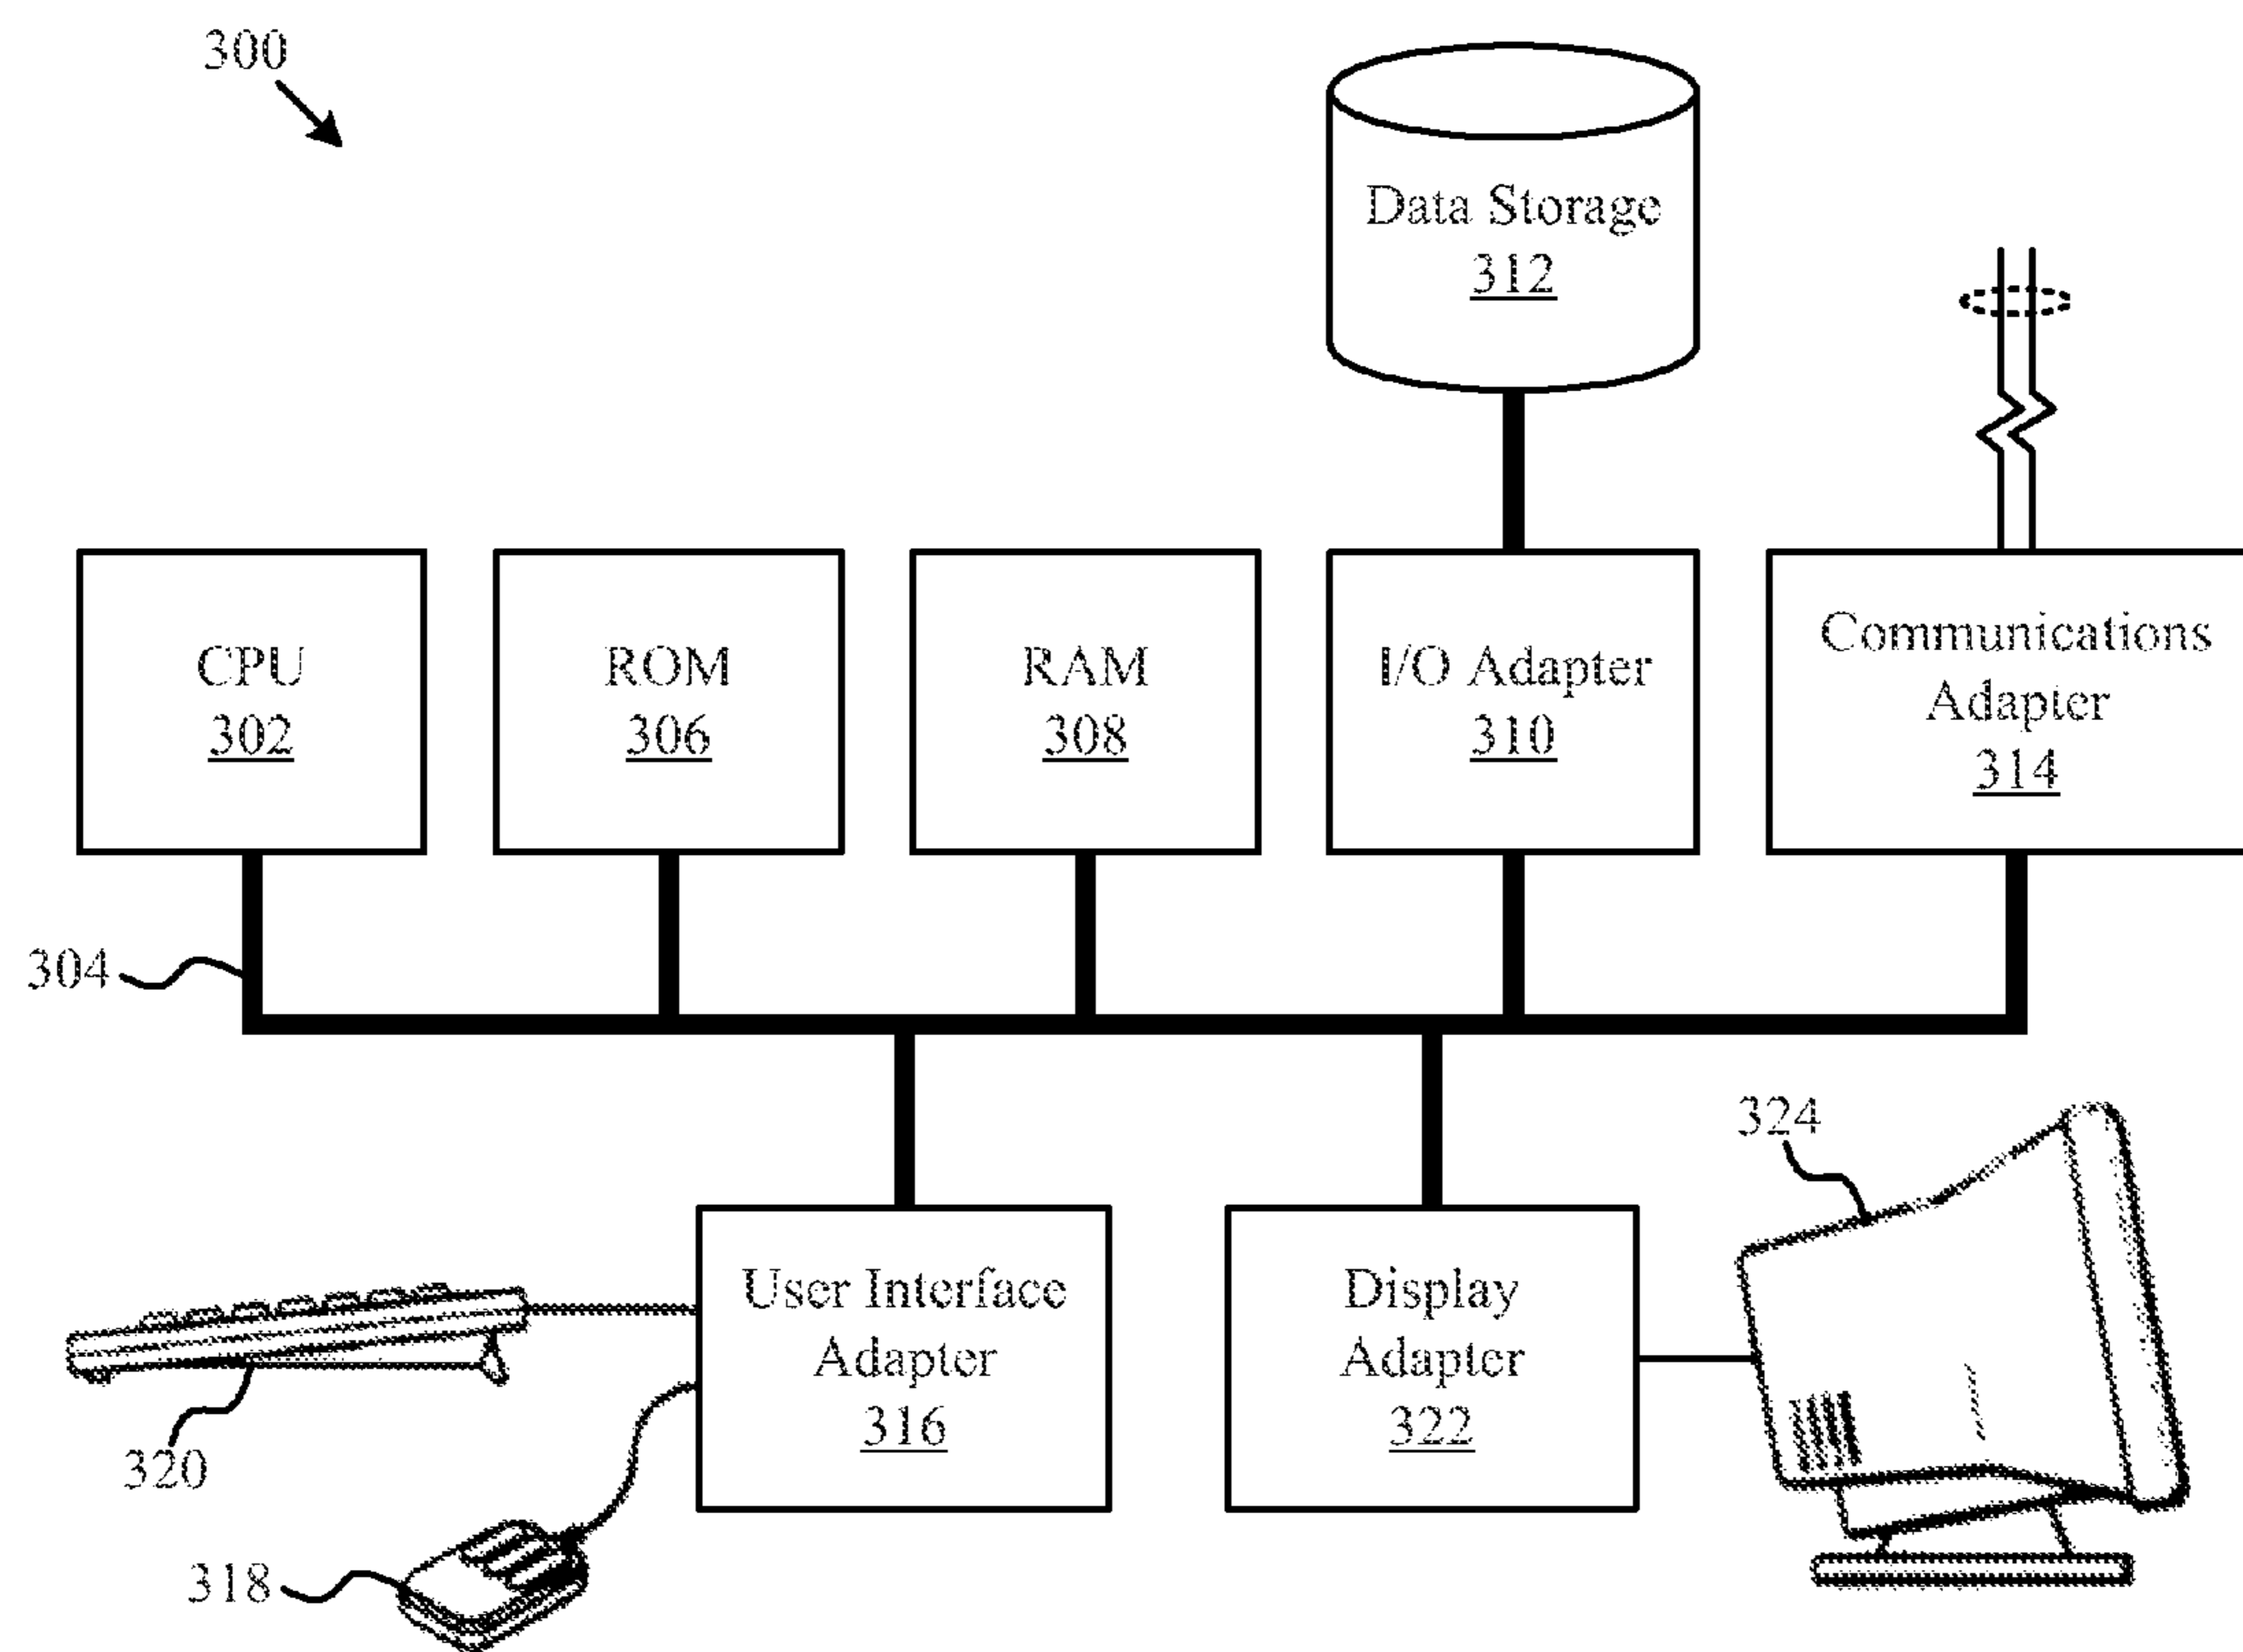 300
Data Storage
312
CPU
302
ROM
306
RAM
308
I/O Adapter
310
Communications
Adapter
314
304
324
User Interface
Adapter
316
Display
Adapter
322
320
318